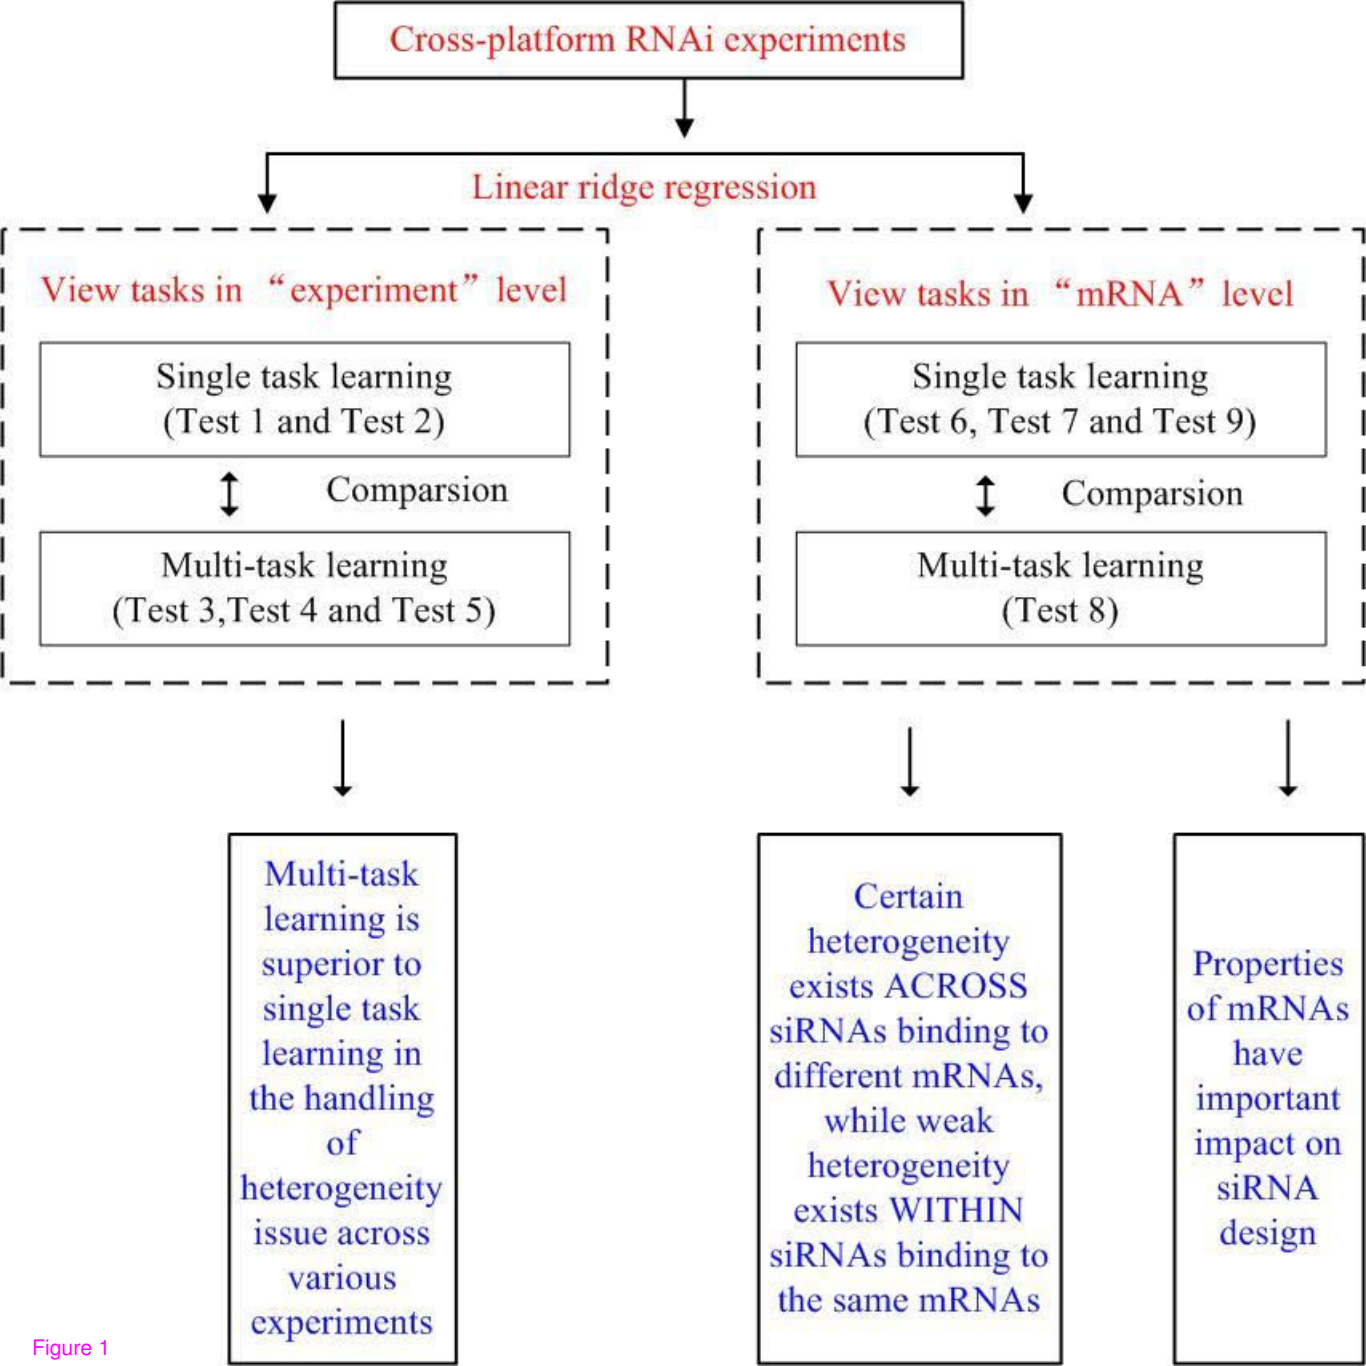 Cross-platform RNAi experiments
Linear ridge regression
View tasks in “experiment” level
Single task learning
(Test 1 and Test 2)
Comparsion
Multi-task learning
(Test 3,Test 4 and Test 5)
View tasks in “mRNA” level
Single task learning
(Test 6, Test 7 and Test 9)
Comparsion
Multi-task learning
(Test 8)
Multi-task
learning is
superior to
single task
learning in
the handling
of
heterogeneity
issue across
various
experiments
Certain
heterogeneity
exists ACROSS
siRNAs binding to
different mRNAs,
while weak
heterogeneity
exists WITHIN
siRNAs binding to
the same mRNAs
Properties
of mRNAs
have
important
impact on
siRNA
design
Figure 1